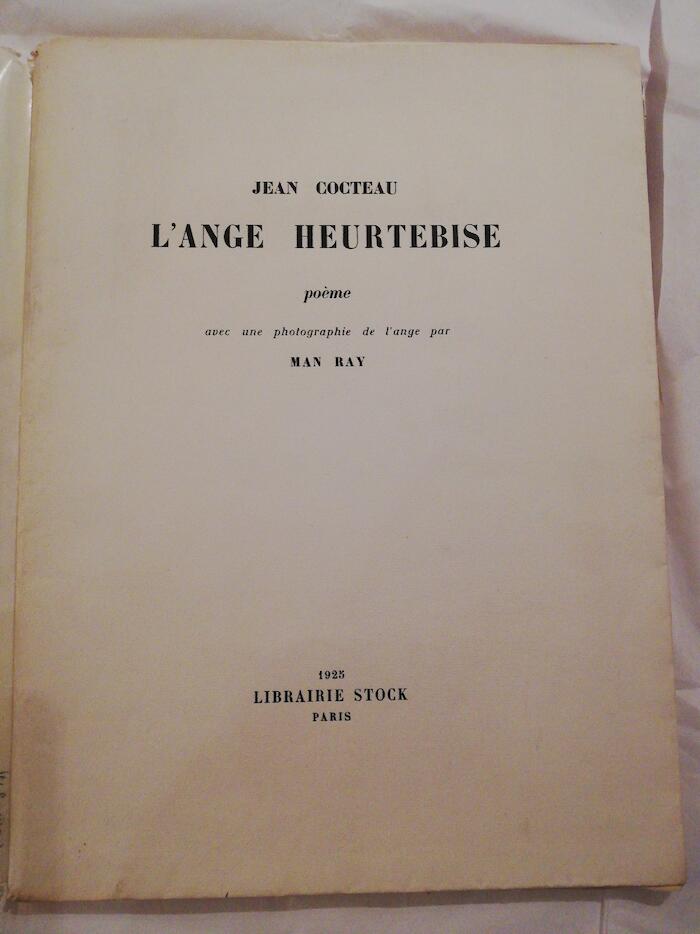 JEAN COCTEAU
L'ANGE HEURTEBISE
poème
avec une photographie de l'ange par
MAN RAY
1925
LIBRAIRIE STOCK
PARIS